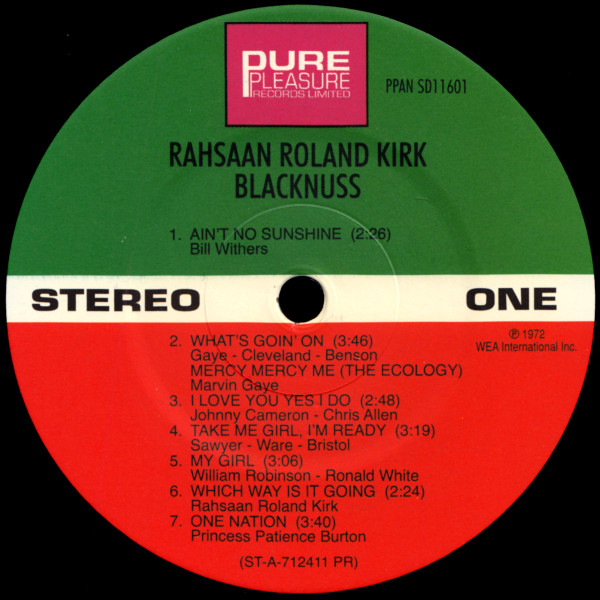 PURE
PLEASURE
RECORDS LIMITED
PPAN SD11601
RAHSAAN ROLAND KIRK
BLACKNUSS
1. AIN'T NO SUNSHINE (2:26)
Bill Withers
STEREO ONE
2. WHAT'S GOIN' ON (3:46)
Gaye - Cleveland - Benson
MERCY MERCY ME (THE ECOLOGY)
Marvin Gaye
℗ 1972
WEA International Inc.
3. I LOVE YOU YES I DO (2:48)
Johnny Cameron - Chris Allen
4. TAKE ME GIRL, I'M READY (3:19)
Sawyer - Ware - Bristol
5. MY GIRL (3:06)
William Robinson - Ronald White
6. WHICH WAY IS IT GOING (2:24)
Rahsaan Roland Kirk
7. ONE NATION (3:40)
Princess Patience Burton
(ST-A-712411 PR)